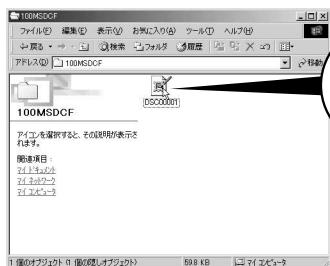 100MSDCF
ファイル(F) 編集(E) 表示(V) お気に入り(A) ツール(T) ヘルプ(H)
戻る 検索 フォルダ 履歴
アドレス(D) 100MSDCF 移動
100MSDCF
DSC00001
アイコンを選択すると、その説明が表示さ
れます。
関連項目:
マイ ドキュメント
マイ ネットワーク
マイ コンピュータ
1 個のオブジェクト (1 個の隠しオブジェクト) 59.8 KB マイ コンピュータ